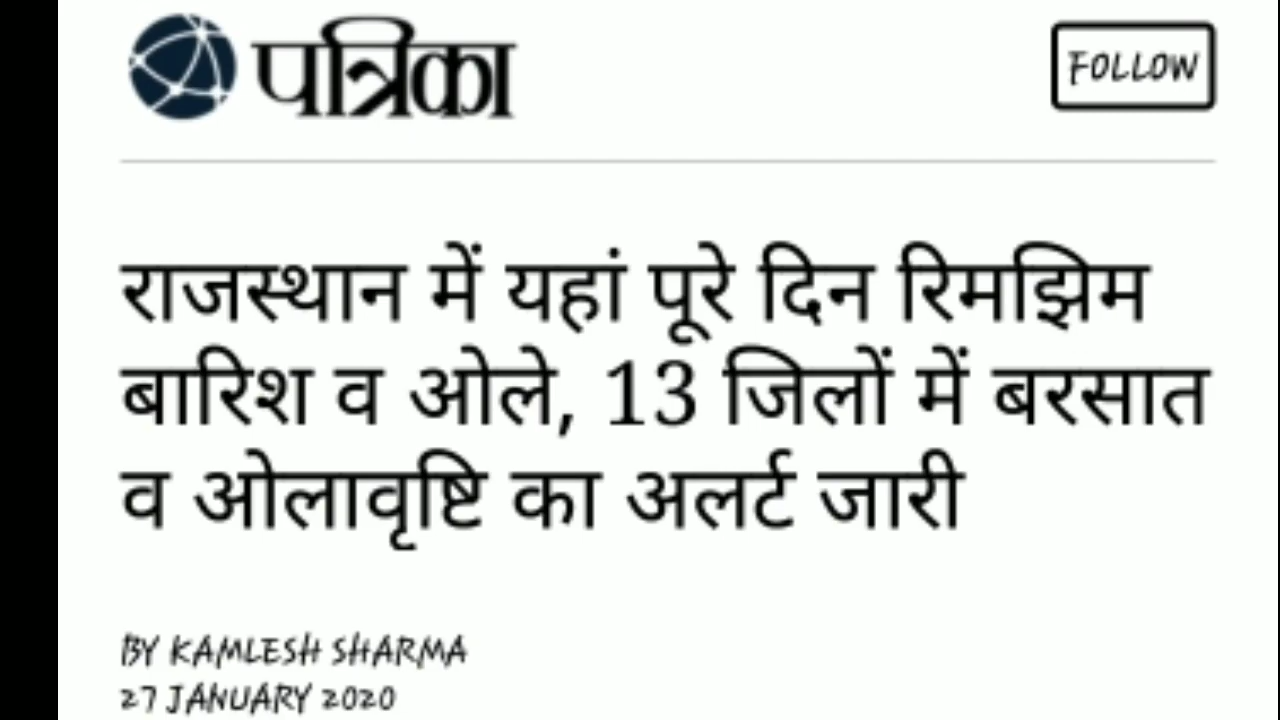 पत्रिका
FOLLOW
राजस्थान में यहां पूरे दिन रिमझिम
बारिश व ओले, 13 जिलों में बरसात
व ओलावृष्टि का अलर्ट जारी
BY KAMLESH SHARMA
27 JANUARY 2020